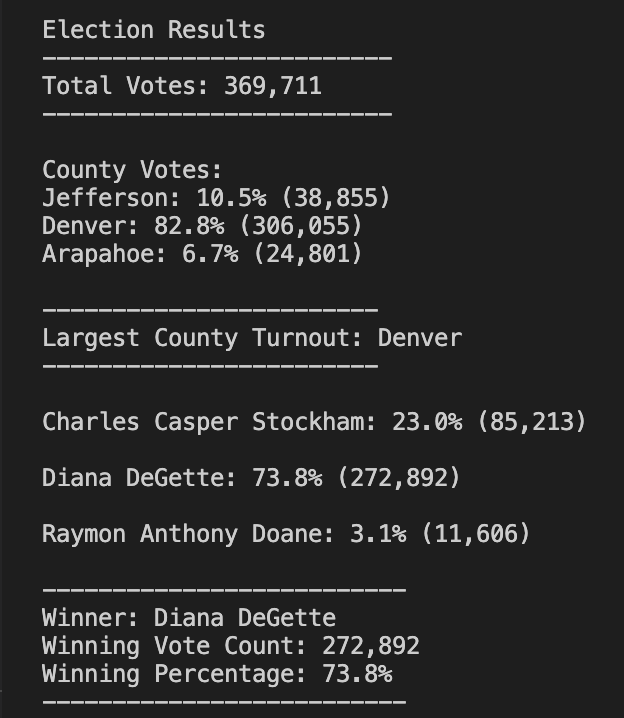 Election Results
-------------------------
Total Votes: 369,711
-------------------------
County Votes:
Jefferson: 10.5% (38,855)
Denver: 82.8% (306,055)
Arapahoe: 6.7% (24,801)
------------------------
Largest County Turnout: Denver
------------------------
Charles Casper Stockham: 23.0% (85,213)
Diana DeGette: 73.8% (272,892)
Raymon Anthony Doane: 3.1% (11,606)
--------------------------
Winner: Diana DeGette
Winning Vote Count: 272,892
Winning Percentage: 73.8%
--------------------------